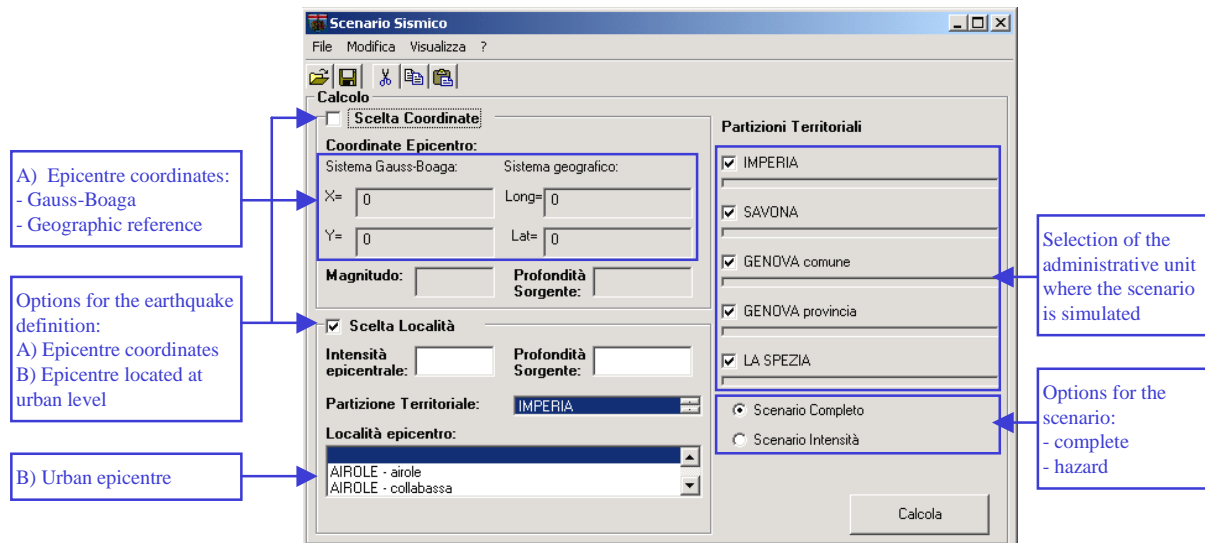 Scenario Sismico
File Modifica Visualizza ?
Calcolo
Scelta Coordinate
Coordinate Epicentro:
Sistema Gauss-Boaga: Sistema geografico:
X= 0 Long= 0
Y= 0 Lat= 0
Magnitudo: Profondità
Sorgente:
Scelta Località
Intensità
epicentrale:
Profondità
Sorgente:
Partizione Territoriale: IMPERIA
Località epicentro:
AIROLE - airole
AIROLE - collabassa
Partizioni Territoriali
IMPERIA
SAVONA
GENOVA comune
GENOVA provincia
LA SPEZIA
Scenario Completo
Scenario Intensità
Calcola
A) Epicentre coordinates:
- Gauss-Boaga
- Geographic reference
Options for the earthquake
definition:
A) Epicentre coordinates
B) Epicentre located at
urban level
B) Urban epicentre
Selection of the
administrative unit
where the scenario
is simulated
Options for the
scenario:
- complete
- hazard